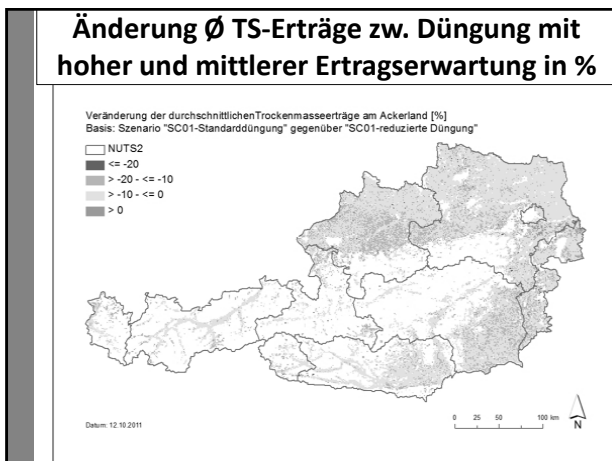 Änderung Ø TS-Erträge zw. Düngung mit
hoher und mittlerer Ertragserwartung in %
Veränderung der durchschnittlichenTrockenmasseerträge am Ackerland [%]
Basis: Szenario "SC01-Standarddüngung" gegenüber "SC01-reduzierte Düngung"
NUTS2
<= -20
> -20 - <= -10
> -10 - <= 0
> 0
Datum: 12.10.2011
0 25 50 100 km
N